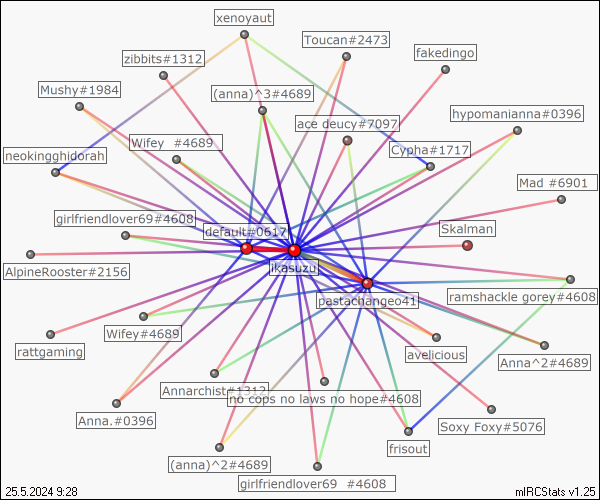 xenoyaut
Toucan#2473
fakedingo
zibbits#1312
Mushy#1984
(anna)^3#4689
hypomanianna#0396
ace deucy#7097
Wifey  #4689
Cypha#1717
neokingghidorah
Mad #6901
girlfriendlover69#4608
default#0617
Skalman
ikasuzu
AlpineRooster#2156
pastachangeo41
ramshackle gorey#4608
Wifey#4689
rattgaming
avelicious
Anna^2#4689
Annarchist#1312
no cops no laws no hope#4608
Anna.#0396
Soxy Foxy#5076
frisout
(anna)^2#4689
girlfriendlover69  #4608
25.5.2024 9:28
mIRCStats v1.25